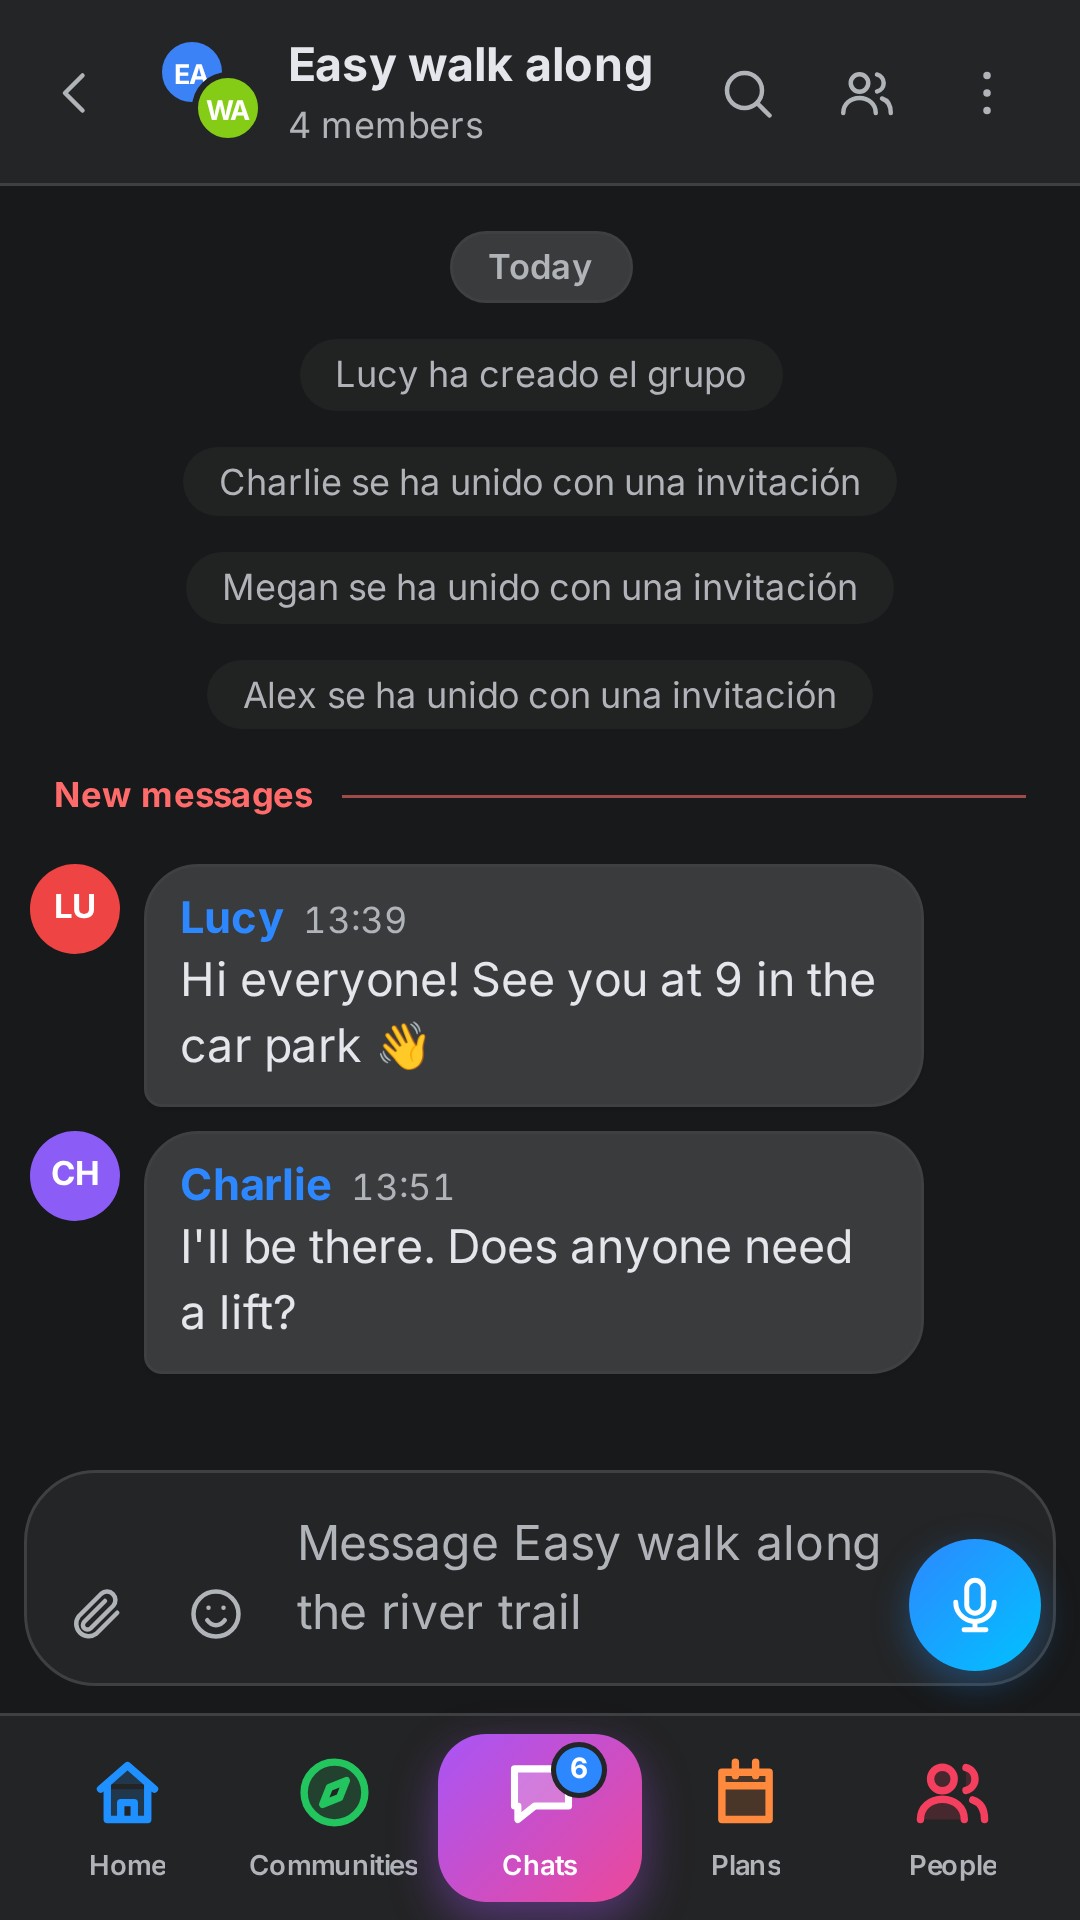 EA
WA
Easy walk along
4 members
Today
Lucy ha creado el grupo
Charlie se ha unido con una invitación
Megan se ha unido con una invitación
Alex se ha unido con una invitación
New messages
LU
Lucy 13:39
Hi everyone! See you at 9 in the
car park 👋
CH
Charlie 13:51
I'll be there. Does anyone need
a lift?
Message Easy walk along
the river trail
6
Home
Communities
Chats
Plans
People